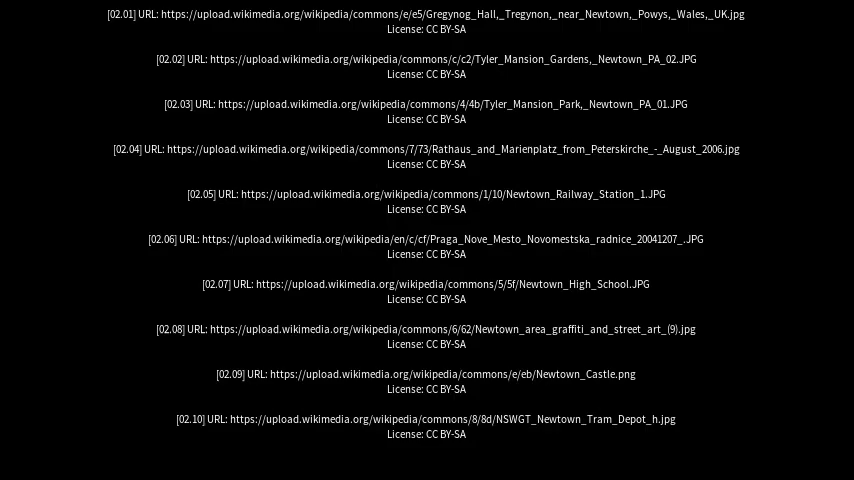 [02.01] URL: https://upload.wikimedia.org/wikipedia/commons/e/e5/Gregynog_Hall,_Tregynon,_near_Newtown,_Powys,_Wales,_UK.jpg
License: CC BY-SA
[02.02] URL: https://upload.wikimedia.org/wikipedia/commons/c/c2/Tyler_Mansion_Gardens,_Newtown_PA_02.JPG
License: CC BY-SA
[02.03] URL: https://upload.wikimedia.org/wikipedia/commons/4/4b/Tyler_Mansion_Park,_Newtown_PA_01.JPG
License: CC BY-SA
[02.04] URL: https://upload.wikimedia.org/wikipedia/commons/7/73/Rathaus_and_Marienplatz_from_Peterskirche_-_August_2006.jpg
License: CC BY-SA
[02.05] URL: https://upload.wikimedia.org/wikipedia/commons/1/10/Newtown_Railway_Station_1.JPG
License: CC BY-SA
[02.06] URL: https://upload.wikimedia.org/wikipedia/en/c/cf/Praga_Nove_Mesto_Novomestska_radnice_20041207_.JPG
License: CC BY-SA
[02.07] URL: https://upload.wikimedia.org/wikipedia/commons/5/5f/Newtown_High_School.JPG
License: CC BY-SA
[02.08] URL: https://upload.wikimedia.org/wikipedia/commons/6/62/Newtown_area_graffiti_and_street_art_(9).jpg
License: CC BY-SA
[02.09] URL: https://upload.wikimedia.org/wikipedia/commons/e/eb/Newtown_Castle.png
License: CC BY-SA
[02.10] URL: https://upload.wikimedia.org/wikipedia/commons/8/8d/NSWGT_Newtown_Tram_Depot_h.jpg
License: CC BY-SA